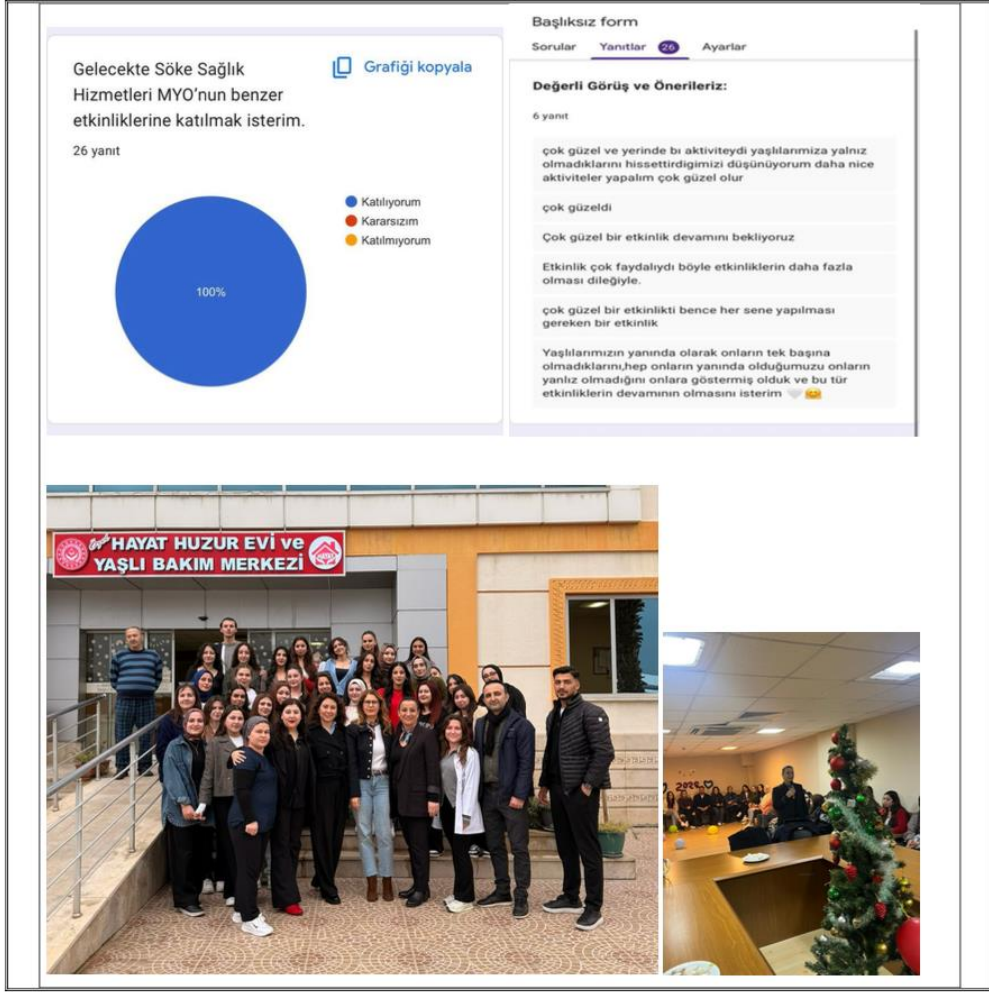 Gelecekte Söke Sağlık
Hizmetleri MYO'nun benzer
etkinliklerine katılmak isterim.
Grafiği kopyala
26 yanıt
Katılıyorum
Kararsızım
Katılmıyorum
100%
Başlıksız form
Sorular Yanıtlar 26 Ayarlar
Değerli Görüş ve Önerileriz:
6 yanıt
çok güzel ve yerinde bı aktiviteydi yaşlılarımiza yalnız
olmadıklarını hissettirdigimizi düşünüyorum daha nice
aktiviteler yapalım çok güzel olur
çok güzeldi
Çok güzel bir etkinlik devamını bekliyoruz
Etkinlik çok faydalıydı böyle etkinliklerin daha fazla
olması dileğiyle.
çok güzel bir etkinlikti bence her sene yapılması
gereken bir etkinlik
Yaşlılarımızın yanında olarak onların tek başına
olmadıklarını,hep onların yanında olduğumuzu onların
yanlız olmadığını onlara göstermiş olduk ve bu tür
etkinliklerin devamının olmasını isterim 🤍🤗
Özel HAYAT HUZUR EVİ ve
YAŞLI BAKIM MERKEZİ